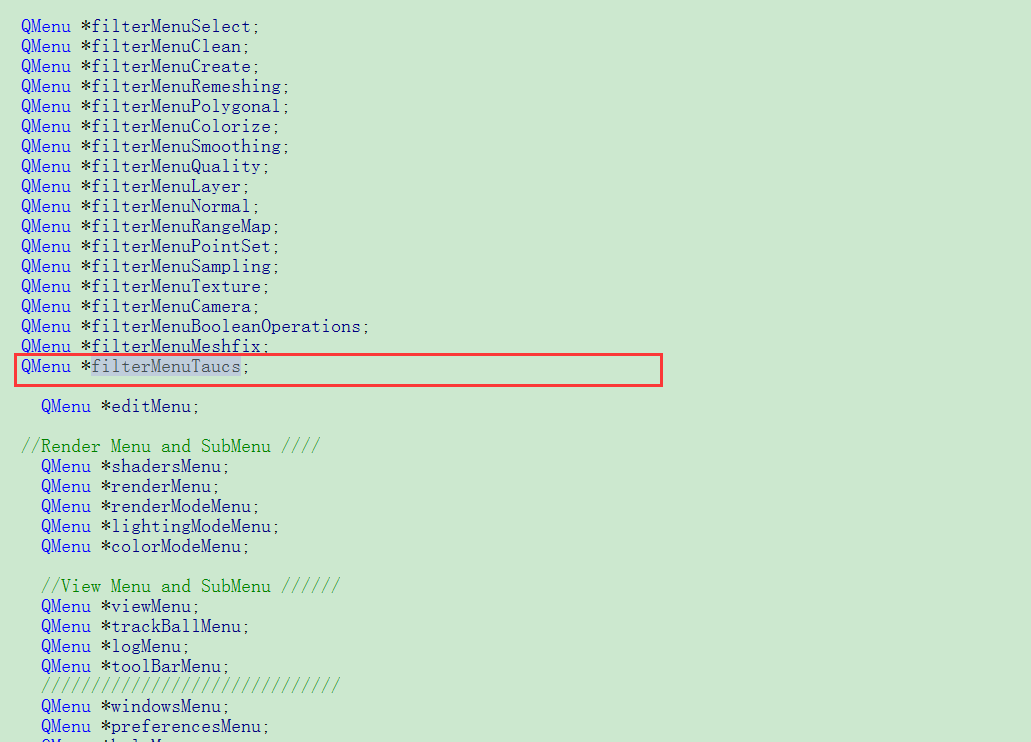 QMenu *filterMenuSelect;
QMenu *filterMenuClean;
QMenu *filterMenuCreate;
QMenu *filterMenuRemeshing;
QMenu *filterMenuPolygonal;
QMenu *filterMenuColorize;
QMenu *filterMenuSmoothing;
QMenu *filterMenuQuality;
QMenu *filterMenuLayer;
QMenu *filterMenuNormal;
QMenu *filterMenuRangeMap;
QMenu *filterMenuPointSet;
QMenu *filterMenuSampling;
QMenu *filterMenuTexture;
QMenu *filterMenuCamera;
QMenu *filterMenuBooleanOperations;
QMenu *filterMenuMeshfix;
QMenu *filterMenuTaucs;
QMenu *editMenu;
//Render Menu and SubMenu ////
QMenu *shadersMenu;
QMenu *renderMenu;
QMenu *renderModeMenu;
QMenu *lightingModeMenu;
QMenu *colorModeMenu;
//View Menu and SubMenu //////
QMenu *viewMenu;
QMenu *trackBallMenu;
QMenu *logMenu;
QMenu *toolBarMenu;
//////////////////////////////
QMenu *windowsMenu;
QMenu *preferencesMenu;